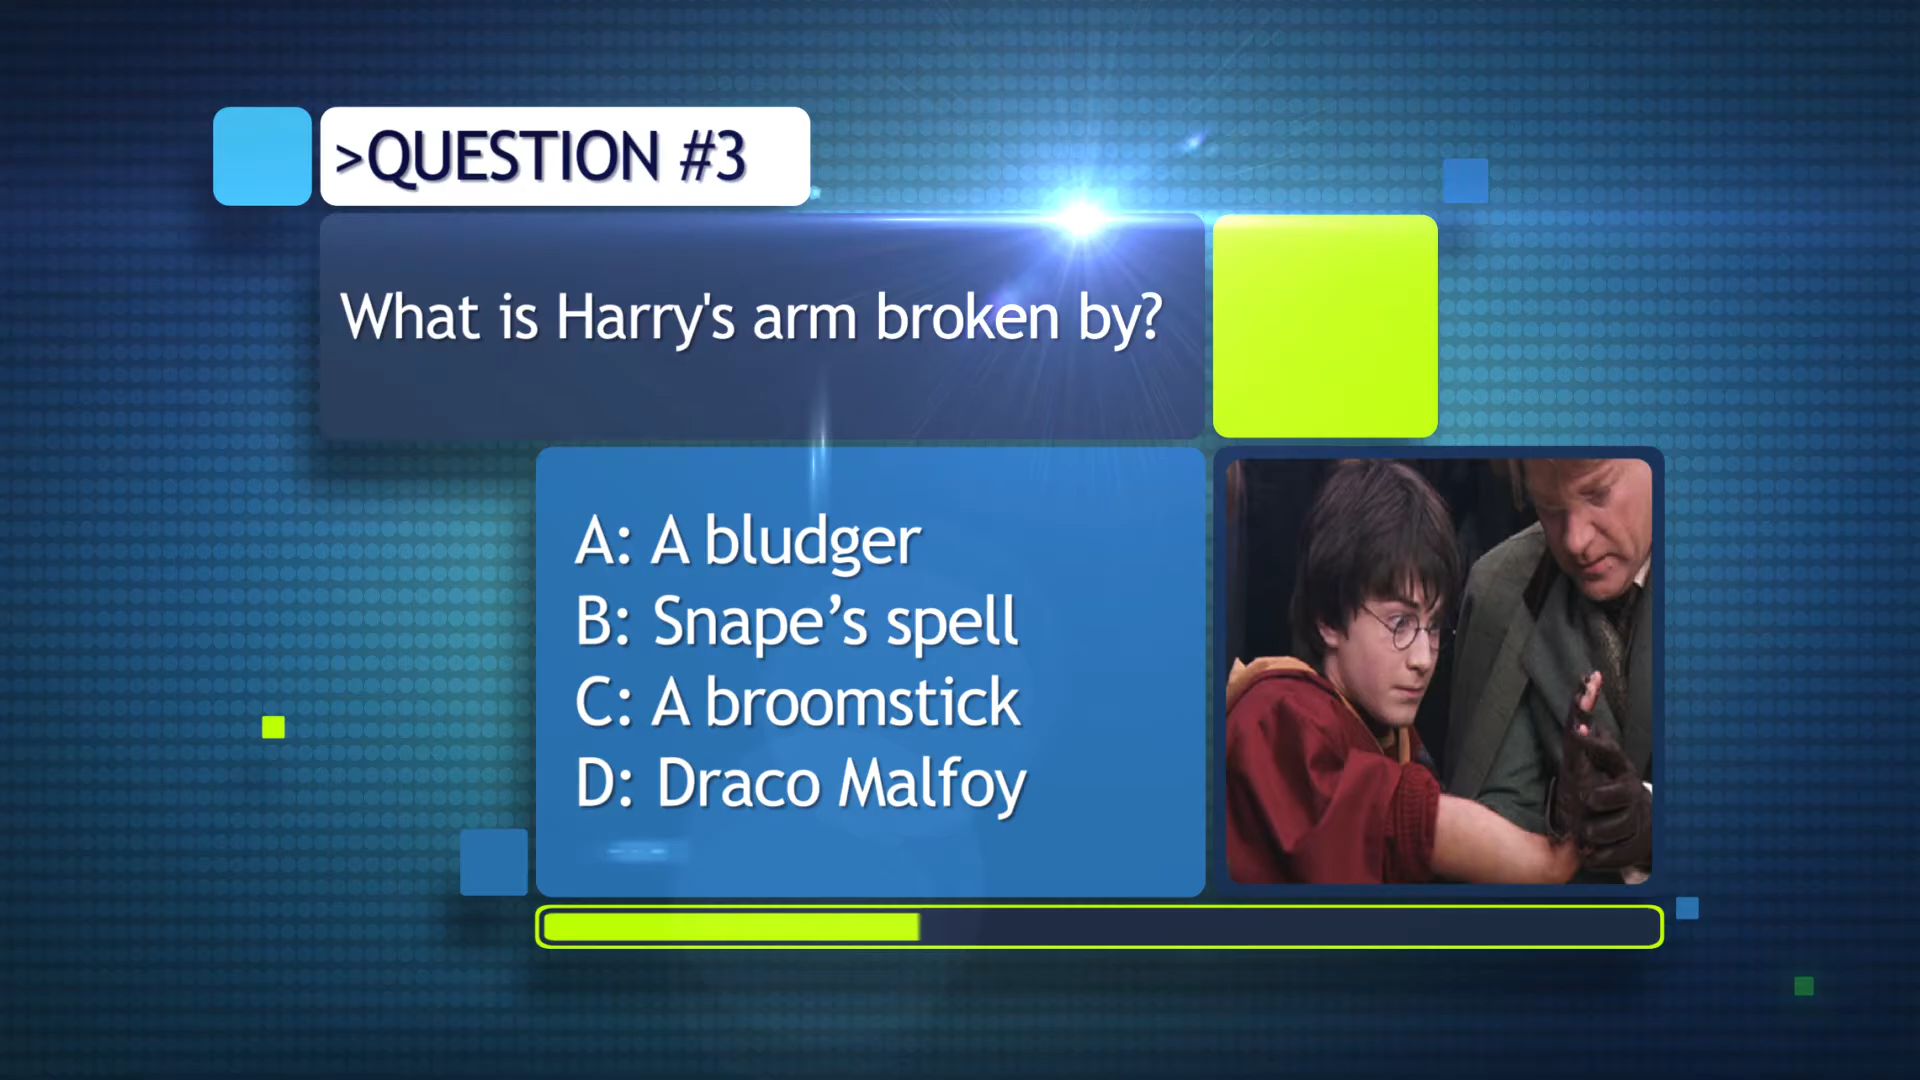 >QUESTION #3
What is Harry's arm broken by?
A: A bludger
B: Snape’s spell
C: A broomstick
D: Draco Malfoy